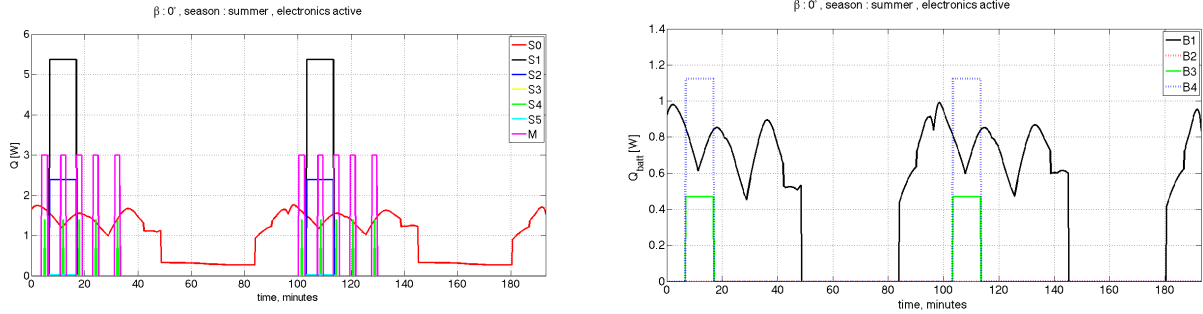 β : 0° , season : summer , electronics active
6
5
4
3
2
1
0
Q [W]
0 20 40 60 80 100 120 140 160 180
time, minutes
S0
S1
S2
S3
S4
S5
M
β : 0° , season : summer , electronics active
1.4
1.2
1
0.8
0.6
0.4
0.2
0
Qbatt [W]
0 20 40 60 80 100 120 140 160 180
time, minutes
B1
B2
B3
B4